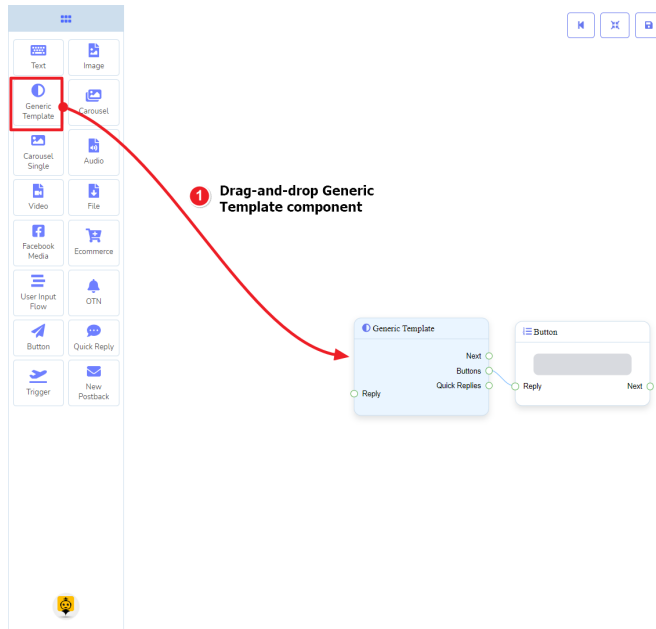 Text
Image
Generic
Template
Carousel
Carousel
Single
Audio
Video
File
Facebook
Media
Ecommerce
User Input
Flow
OTN
Button
Quick Reply
Trigger
New
Postback
1
Drag-and-drop Generic
Template component
Generic Template
Next
Buttons
Quick Replies
Reply
Button
Reply
Next